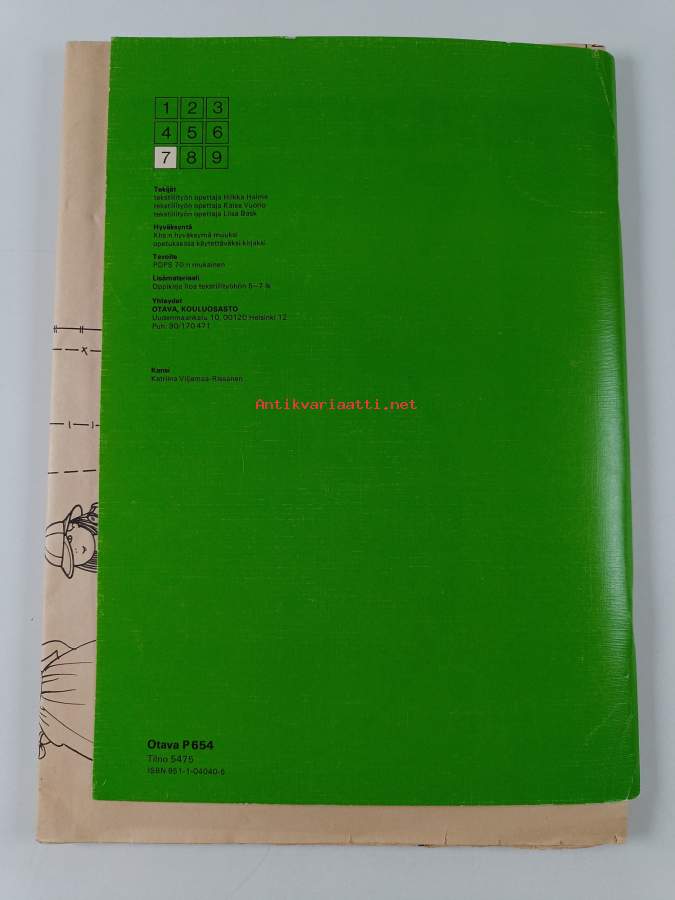 1 2 3
4 5 6
7 8 9
Tekijät
tekstiilityön opettaja Hilkka Halme
tekstiilityön opettaja Kaisa Vuorio
tekstiilityön opettaja Liisa Bask
Hyväksyntä
Khn:n hyväksymä muuksi
opetuksessa käytettäväksi kirjaksi
Tavoite
POPS 70:n mukainen
Lisämateriaali
Oppikirja Iloa tekstiilityöhön 5–7 lk
Yhteydet
OTAVA, KOULUOSASTO
Uudenmaankatu 10, 00120 Helsinki 12
Puh. 90/170 471
Kansi
Katriina Viljamaa-Rissanen
Antikvariaatti.net
Otava P 654
Tilno 5475
ISBN 951-1-04040-6